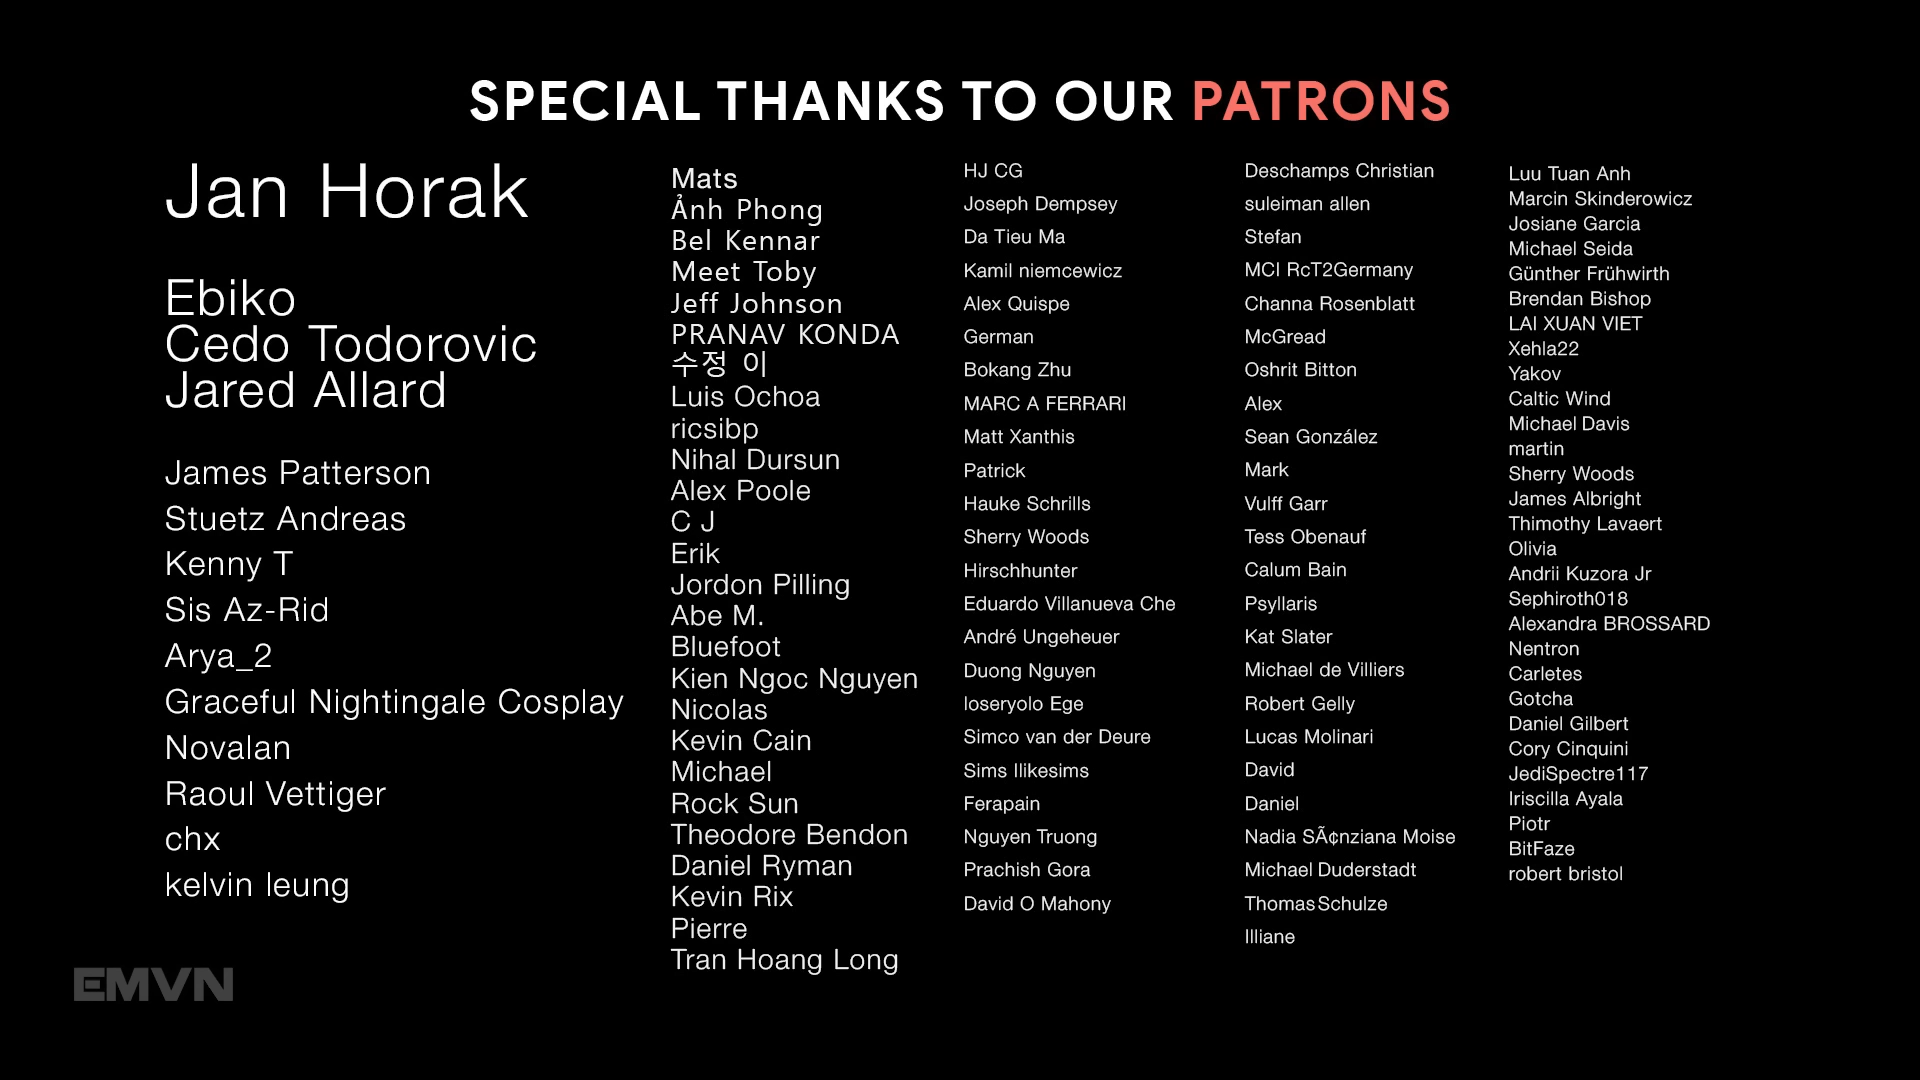 SPECIAL THANKS TO OUR PATRONS
Jan Horak
Ebiko
Cedo Todorovic
Jared Allard
James Patterson
Stuetz Andreas
Kenny T
Sis Az-Rid
Arya_2
Graceful Nightingale Cosplay
Novalan
Raoul Vettiger
chx
kelvin leung
Mats
Ảnh Phong
Bel Kennar
Meet Toby
Jeff Johnson
PRANAV KONDA
수정 이
Luis Ochoa
ricsibp
Nihal Dursun
Alex Poole
C J
Erik
Jordon Pilling
Abe M.
Bluefoot
Kien Ngoc Nguyen
Nicolas
Kevin Cain
Michael
Rock Sun
Theodore Bendon
Daniel Ryman
Kevin Rix
Pierre
Tran Hoang Long
HJ CG
Joseph Dempsey
Da Tieu Ma
Kamil niemcewicz
Alex Quispe
German
Bokang Zhu
MARC A FERRARI
Matt Xanthis
Patrick
Hauke Schrills
Sherry Woods
Hirschhunter
Eduardo Villanueva Che
André Ungeheuer
Duong Nguyen
loseryolo Ege
Simco van der Deure
Sims Ilikesims
Ferapain
Nguyen Truong
Prachish Gora
David O Mahony
Deschamps Christian
suleiman allen
Stefan
MCI RcT2Germany
Channa Rosenblatt
McGread
Oshrit Bitton
Alex
Sean González
Mark
Vulff Garr
Tess Obenauf
Calum Bain
Psyllaris
Kat Slater
Michael de Villiers
Robert Gelly
Lucas Molinari
David
Daniel
Nadia SÃ¢nziana Moise
Michael Duderstadt
Thomas Schulze
Illiane
Luu Tuan Anh
Marcin Skinderowicz
Josiane Garcia
Michael Seida
Günther Frühwirth
Brendan Bishop
LAI XUAN VIET
Xehla22
Yakov
Caltic Wind
Michael Davis
martin
Sherry Woods
James Albright
Thimothy Lavaert
Olivia
Andrii Kuzora Jr
Sephiroth018
Alexandra BROSSARD
Nentron
Carletes
Gotcha
Daniel Gilbert
Cory Cinquini
JediSpectre117
Iriscilla Ayala
Piotr
BitFaze
robert bristol
EMVN